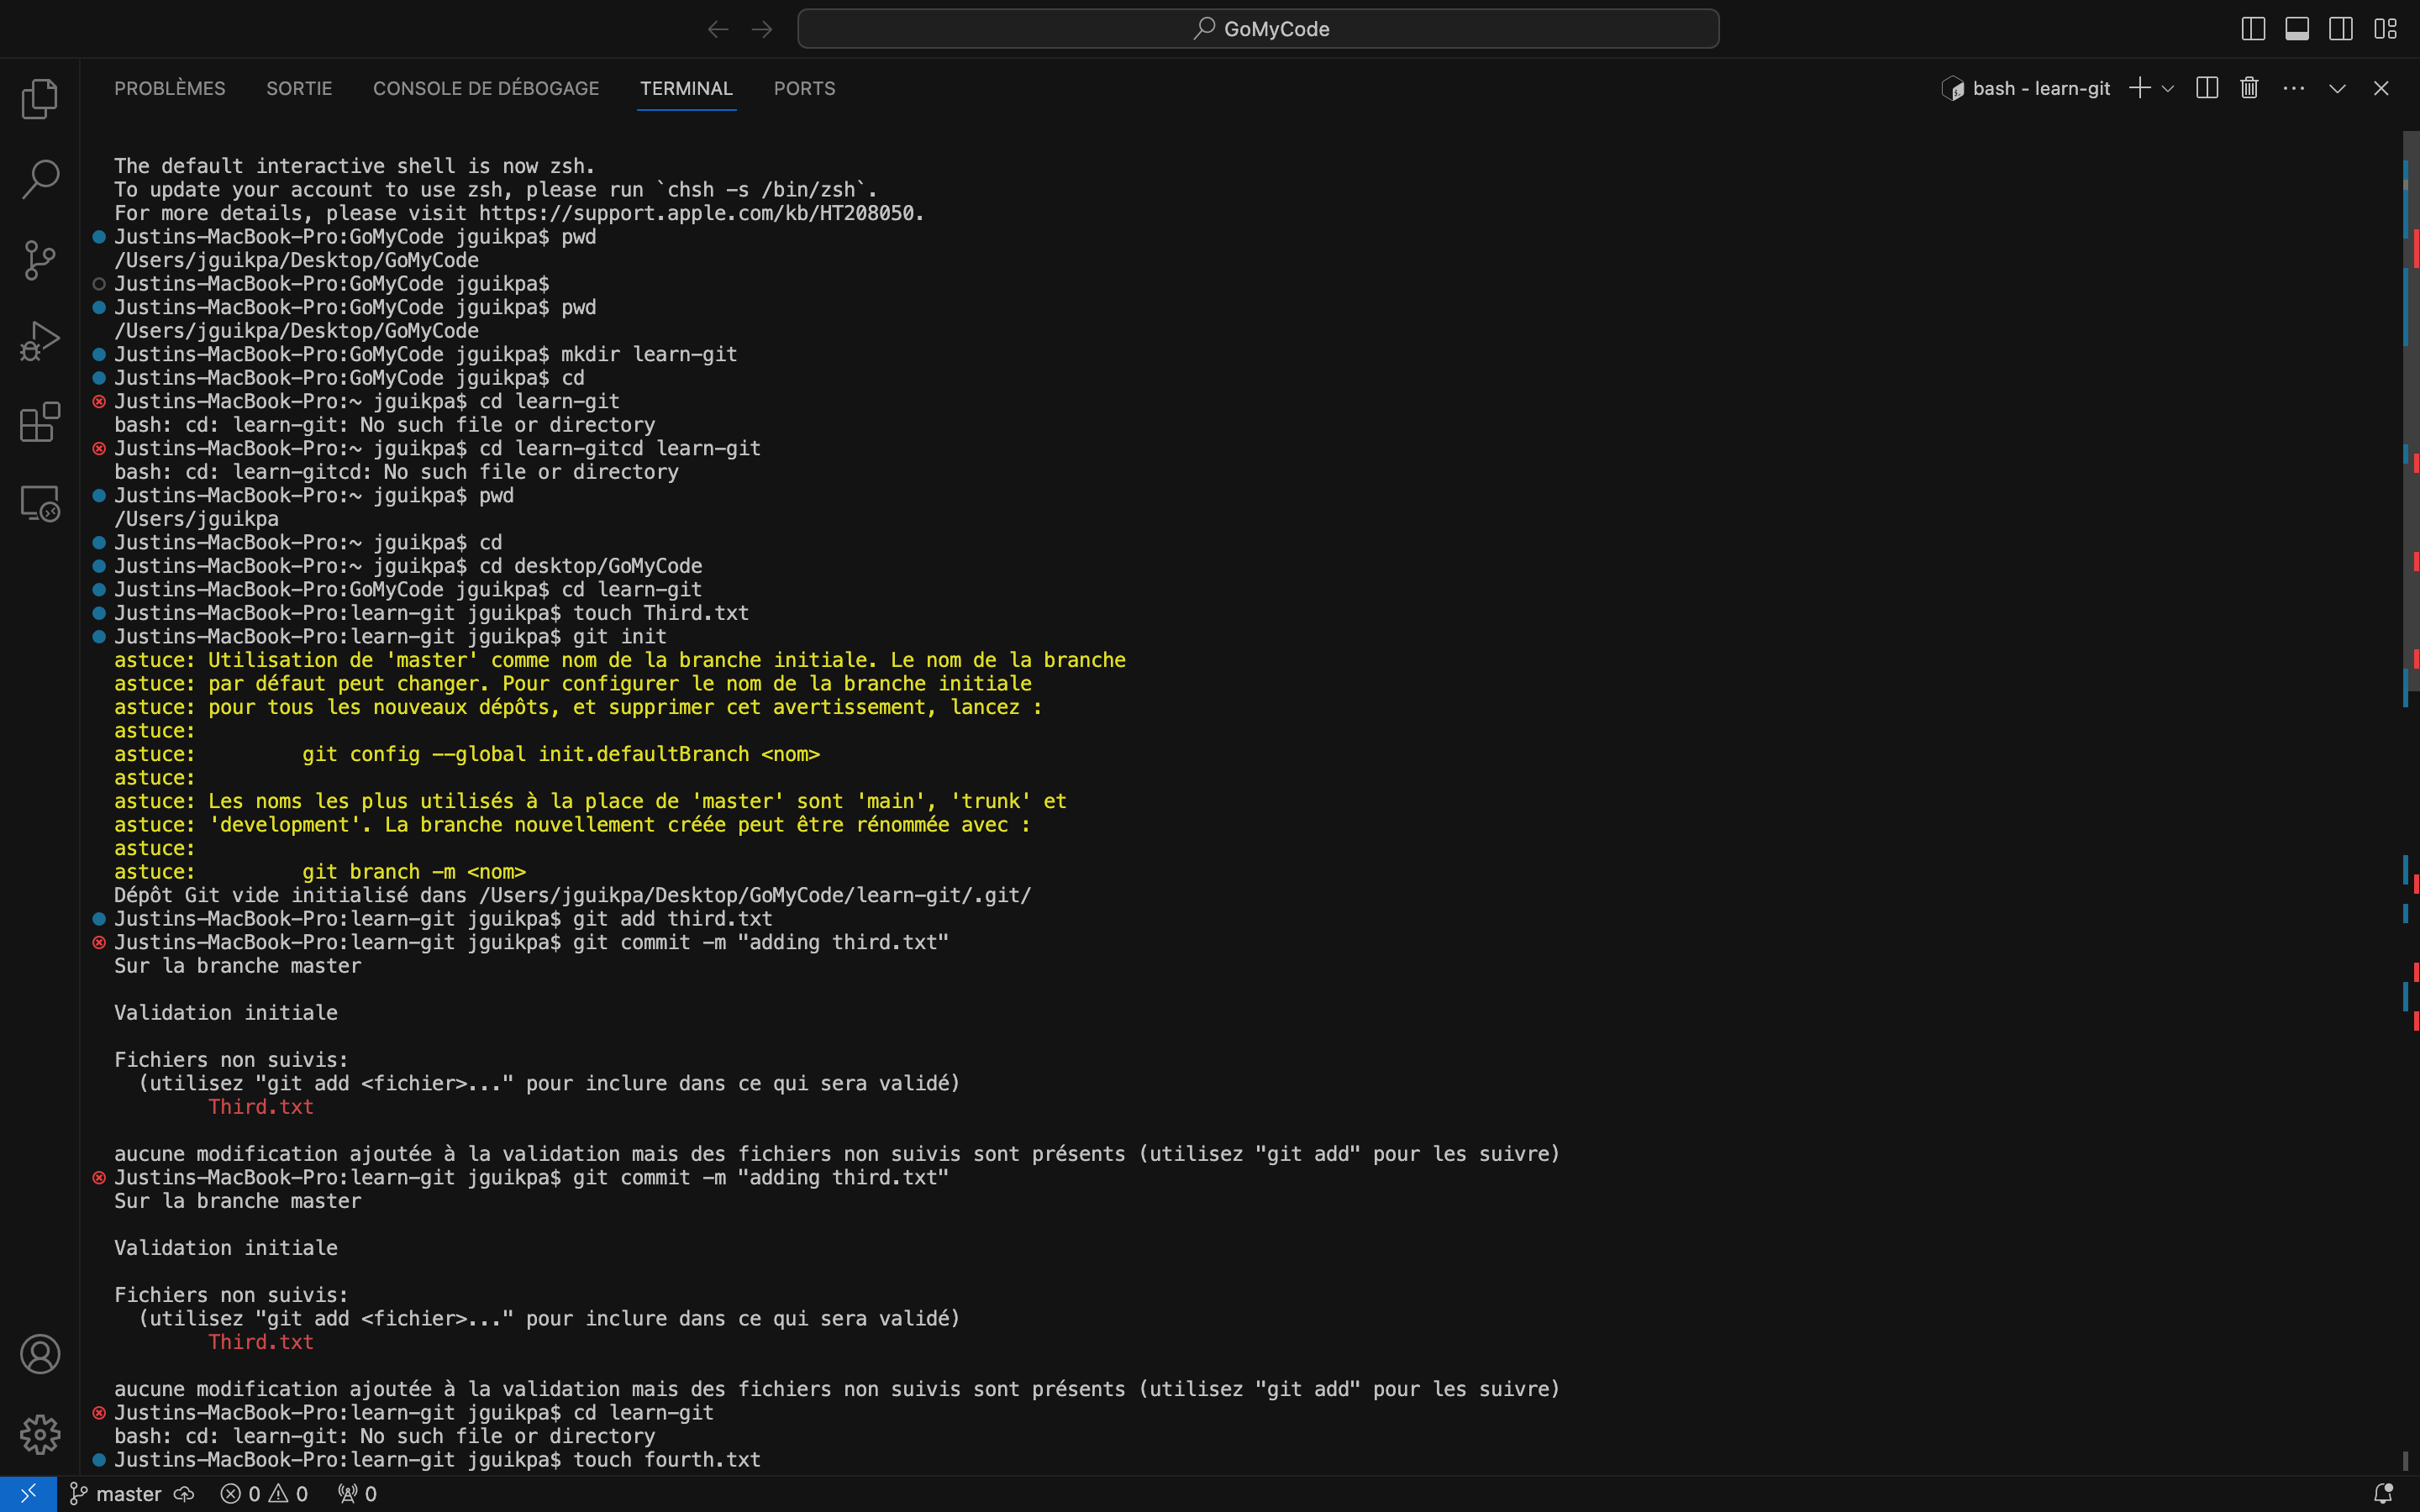 GoMyCode
PROBLÈMES SORTIE CONSOLE DE DÉBOGAGE TERMINAL PORTS
bash - learn-git
The default interactive shell is now zsh.
To update your account to use zsh, please run `chsh -s /bin/zsh`.
For more details, please visit https://support.apple.com/kb/HT208050.
Justins-MacBook-Pro:GoMyCode jguikpa$ pwd
/Users/jguikpa/Desktop/GoMyCode
Justins-MacBook-Pro:GoMyCode jguikpa$
Justins-MacBook-Pro:GoMyCode jguikpa$ pwd
/Users/jguikpa/Desktop/GoMyCode
Justins-MacBook-Pro:GoMyCode jguikpa$ mkdir learn-git
Justins-MacBook-Pro:GoMyCode jguikpa$ cd
Justins-MacBook-Pro:~ jguikpa$ cd learn-git
bash: cd: learn-git: No such file or directory
Justins-MacBook-Pro:~ jguikpa$ cd learn-gitcd learn-git
bash: cd: learn-gitcd: No such file or directory
Justins-MacBook-Pro:~ jguikpa$ pwd
/Users/jguikpa
Justins-MacBook-Pro:~ jguikpa$ cd
Justins-MacBook-Pro:~ jguikpa$ cd desktop/GoMyCode
Justins-MacBook-Pro:GoMyCode jguikpa$ cd learn-git
Justins-MacBook-Pro:learn-git jguikpa$ touch Third.txt
Justins-MacBook-Pro:learn-git jguikpa$ git init
astuce: Utilisation de 'master' comme nom de la branche initiale. Le nom de la branche
astuce: par défaut peut changer. Pour configurer le nom de la branche initiale
astuce: pour tous les nouveaux dépôts, et supprimer cet avertissement, lancez :
astuce:
astuce: git config --global init.defaultBranch <nom>
astuce:
astuce: Les noms les plus utilisés à la place de 'master' sont 'main', 'trunk' et
astuce: 'development'. La branche nouvellement créée peut être rénommée avec :
astuce:
astuce: git branch -m <nom>
Dépôt Git vide initialisé dans /Users/jguikpa/Desktop/GoMyCode/learn-git/.git/
Justins-MacBook-Pro:learn-git jguikpa$ git add third.txt
Justins-MacBook-Pro:learn-git jguikpa$ git commit -m "adding third.txt"
Sur la branche master
Validation initiale
Fichiers non suivis:
(utilisez "git add <fichier>..." pour inclure dans ce qui sera validé)
Third.txt
aucune modification ajoutée à la validation mais des fichiers non suivis sont présents (utilisez "git add" pour les suivre)
Justins-MacBook-Pro:learn-git jguikpa$ git commit -m "adding third.txt"
Sur la branche master
Validation initiale
Fichiers non suivis:
(utilisez "git add <fichier>..." pour inclure dans ce qui sera validé)
Third.txt
aucune modification ajoutée à la validation mais des fichiers non suivis sont présents (utilisez "git add" pour les suivre)
Justins-MacBook-Pro:learn-git jguikpa$ cd learn-git
bash: cd: learn-git: No such file or directory
Justins-MacBook-Pro:learn-git jguikpa$ touch fourth.txt
master 0 0 0